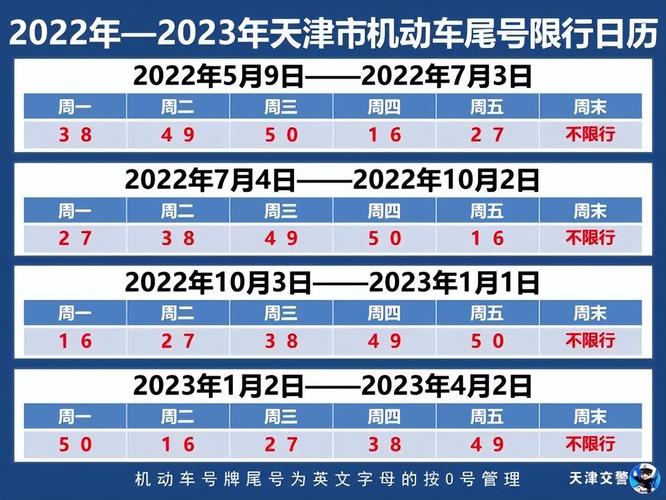 2022年—2023年天津市机动车尾号限行日历
2022年5月9日——2022年7月3日
周一 周二 周三 周四 周五 周末
3 8 4 9 5 0 1 6 2 7 不限行
2022年7月4日——2022年10月2日
周一 周二 周三 周四 周五 周末
2 7 3 8 4 9 5 0 1 6 不限行
2022年10月3日——2023年1月1日
周一 周二 周三 周四 周五 周末
1 6 2 7 3 8 4 9 5 0 不限行
2023年1月2日——2023年4月2日
周一 周二 周三 周四 周五 周末
5 0 1 6 2 7 3 8 4 9 不限行
机动车号牌尾号为英文字母的按0号管理 天津交警